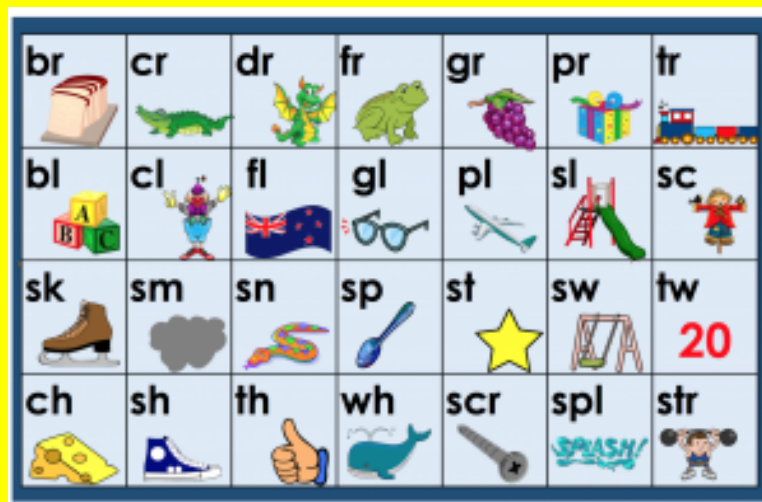 br cr dr fr gr pr tr
bl cl fl gl pl sl sc
A
B C
sk sm sn sp st sw tw
20
ch sh th wh scr spl str
SPLASH!